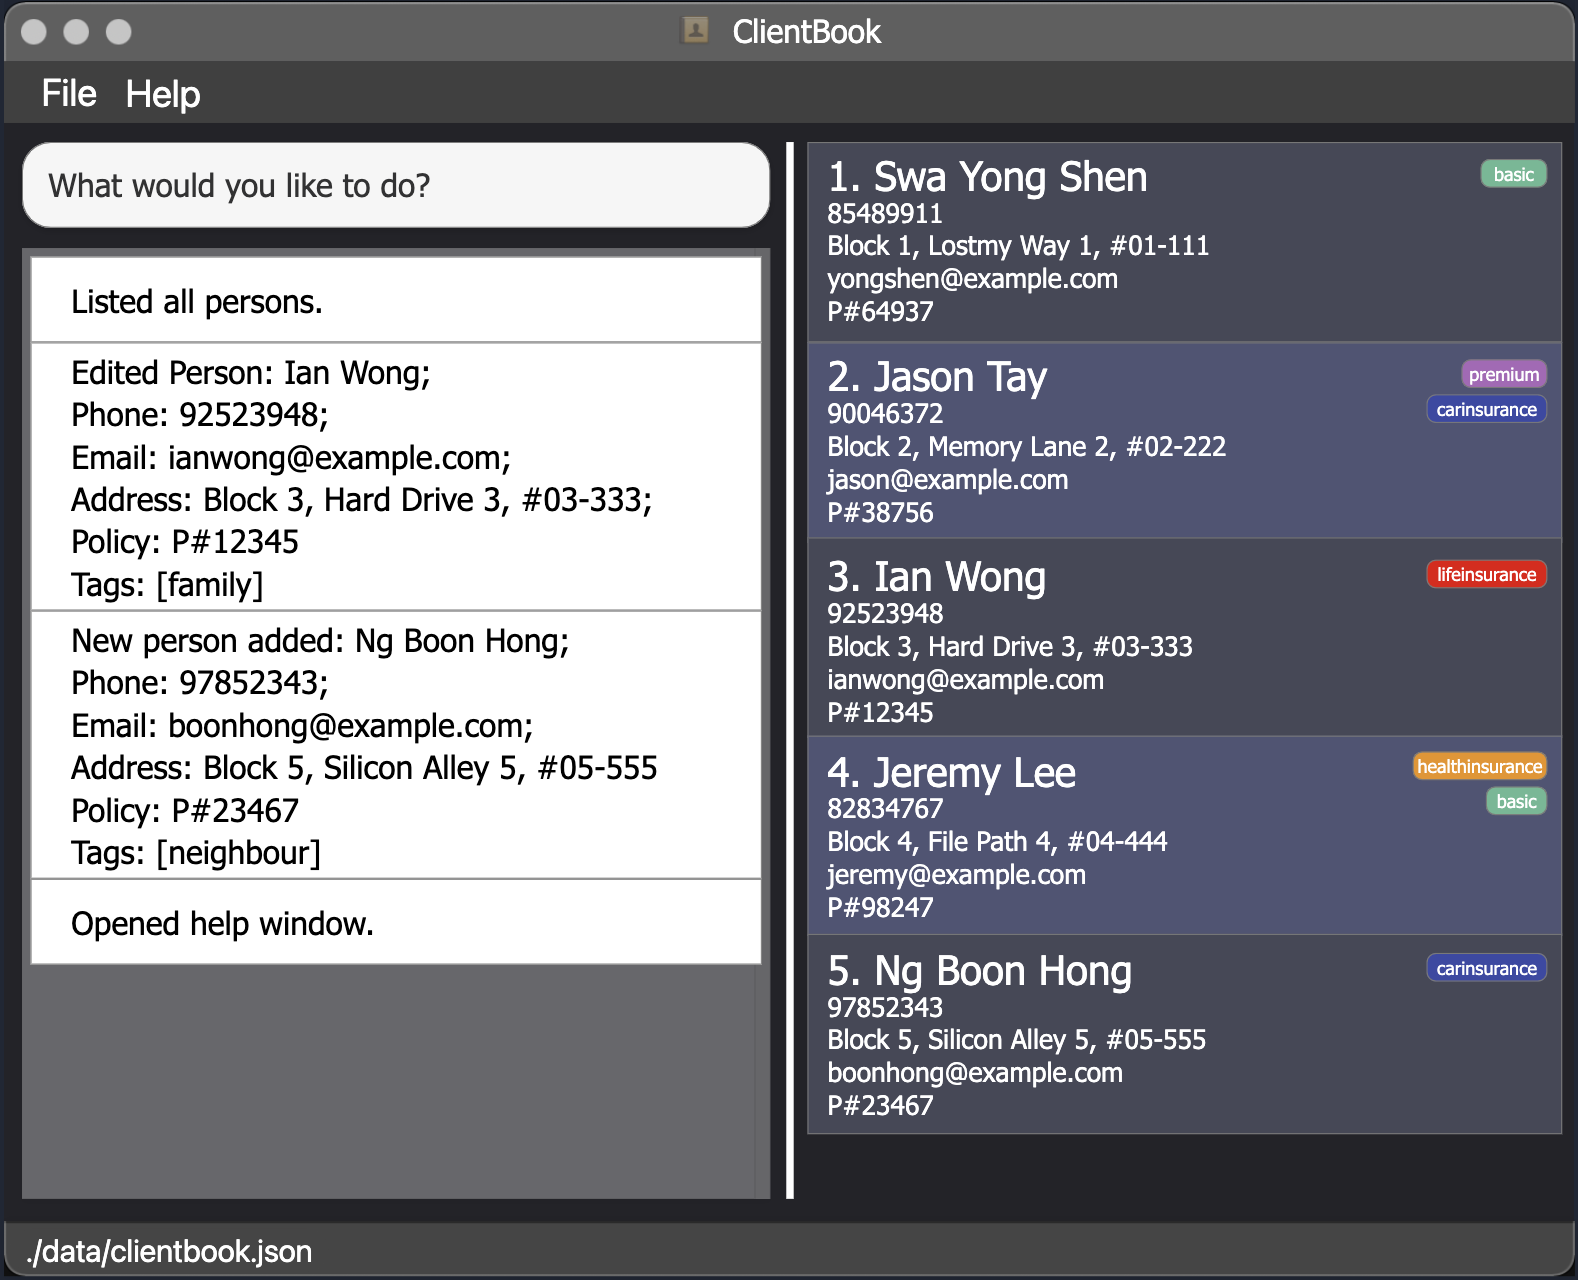 ClientBook
File Help
What would you like to do?
Listed all persons.
Edited Person: Ian Wong;
Phone: 92523948;
Email: ianwong@example.com;
Address: Block 3, Hard Drive 3, #03-333;
Policy: P#12345
Tags: [family]
New person added: Ng Boon Hong;
Phone: 97852343;
Email: boonhong@example.com;
Address: Block 5, Silicon Alley 5, #05-555
Policy: P#23467
Tags: [neighbour]
Opened help window.
1. Swa Yong Shen
basic
85489911
Block 1, Lostmy Way 1, #01-111
yongshen@example.com
P#64937
2. Jason Tay
premium
90046372
carinsurance
Block 2, Memory Lane 2, #02-222
jason@example.com
P#38756
3. Ian Wong
lifeinsurance
92523948
Block 3, Hard Drive 3, #03-333
ianwong@example.com
P#12345
4. Jeremy Lee
healthinsurance
82834767
basic
Block 4, File Path 4, #04-444
jeremy@example.com
P#98247
5. Ng Boon Hong
carinsurance
97852343
Block 5, Silicon Alley 5, #05-555
boonhong@example.com
P#23467
./data/clientbook.json